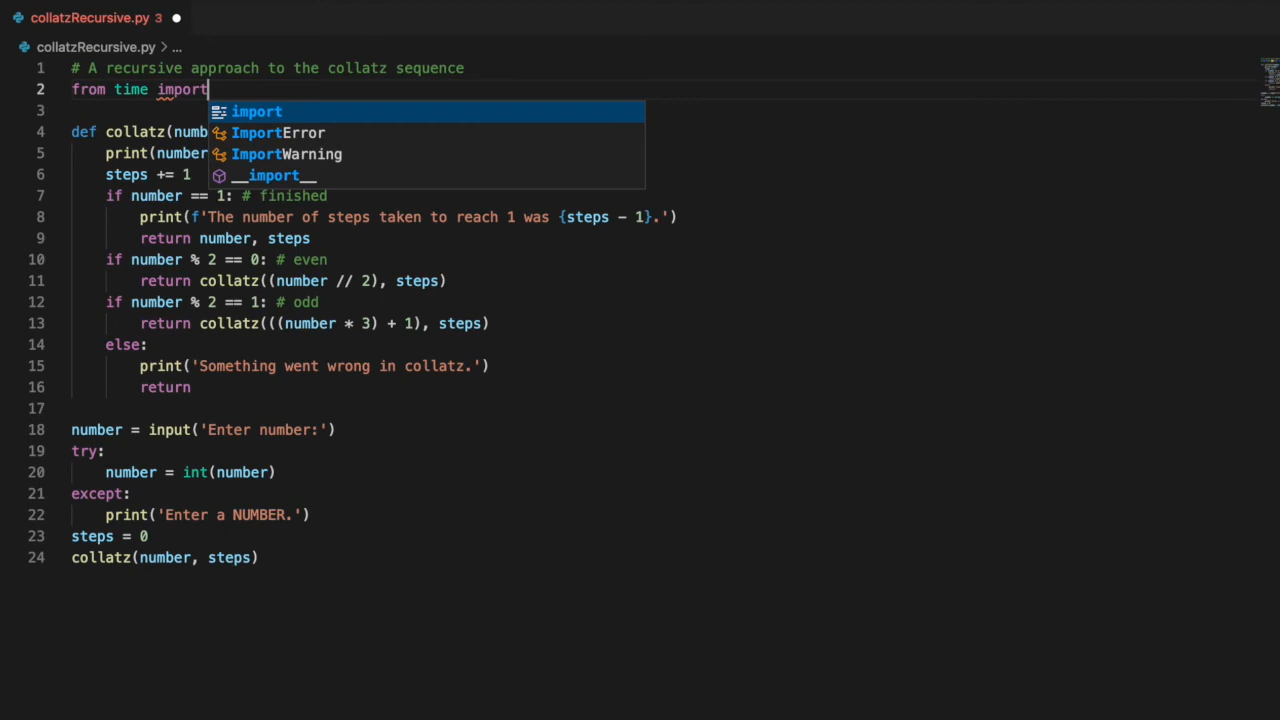 collatzRecursive.py 3
collatzRecursive.py > ...
1 # A recursive approach to the collatz sequence
2 from time import
import
3
ImportError
4 def collatz(numb
ImportWarning
5 print(number
__import__
6 steps += 1
7 if number == 1: # finished
8 print(f'The number of steps taken to reach 1 was {steps - 1}.')
9 return number, steps
10 if number % 2 == 0: # even
11 return collatz((number // 2), steps)
12 if number % 2 == 1: # odd
13 return collatz(((number * 3) + 1), steps)
14 else:
15 print('Something went wrong in collatz.')
16 return
17
18 number = input('Enter number:')
19 try:
20 number = int(number)
21 except:
22 print('Enter a NUMBER.')
23 steps = 0
24 collatz(number, steps)